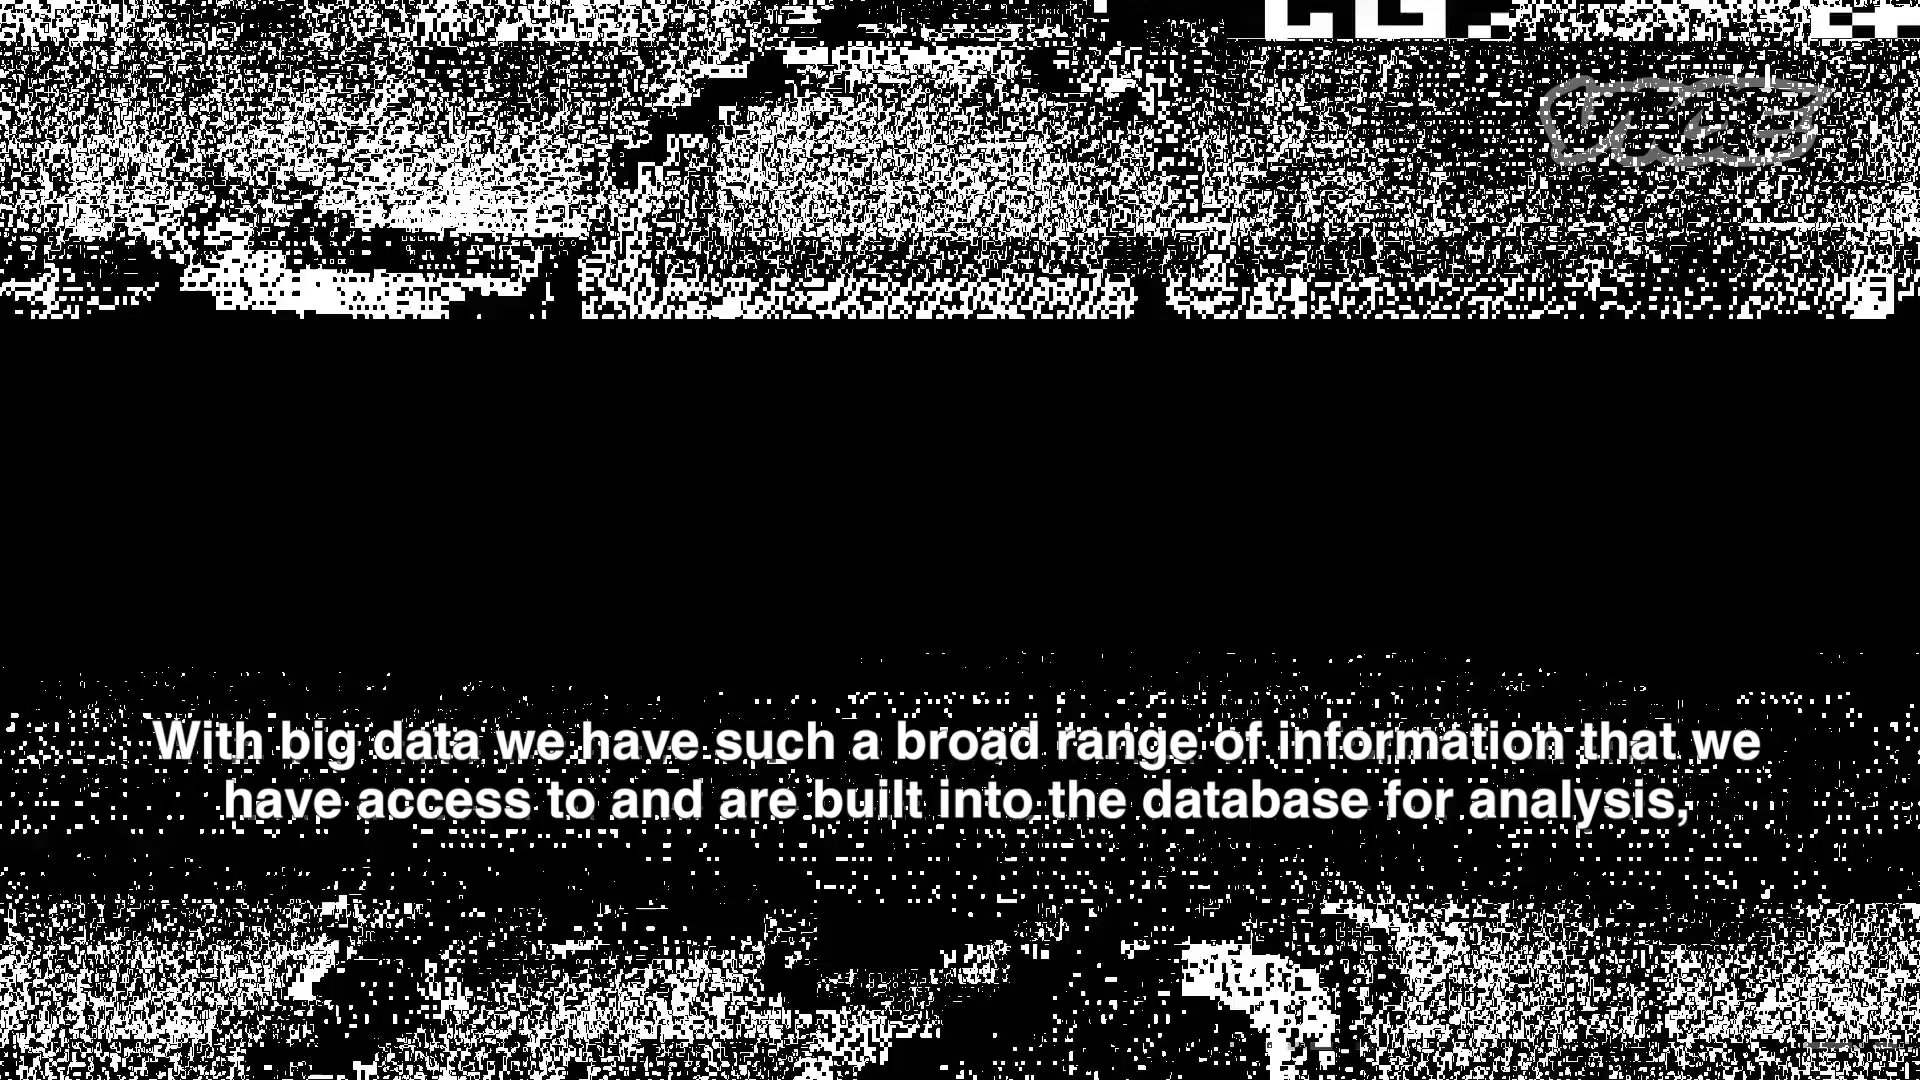 VICE
With big data we have such a broad range of information that we
have access to and are built into the database for analysis,